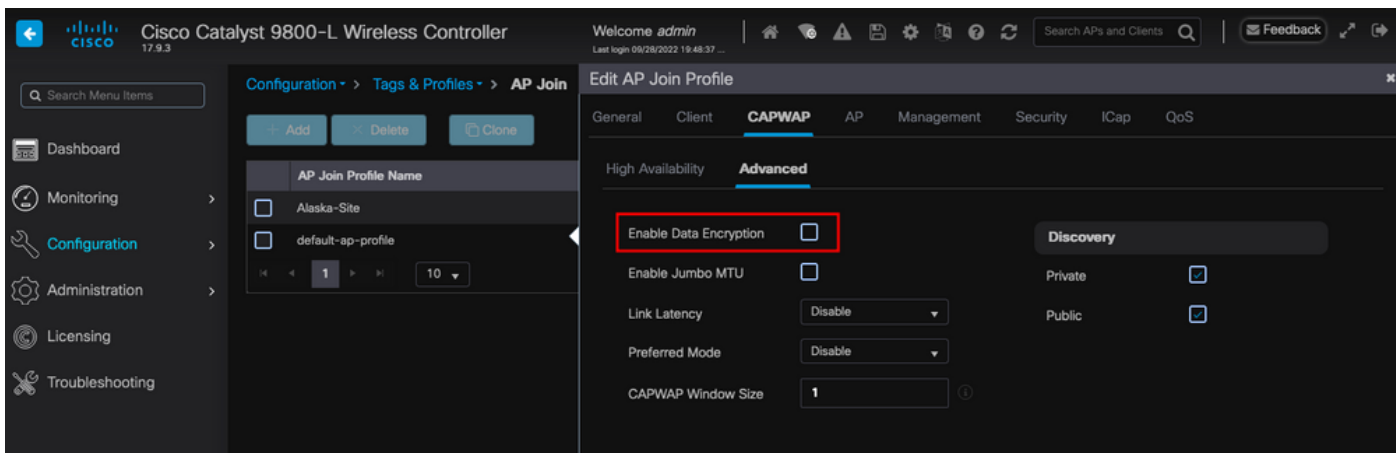 CISCO
Cisco Catalyst 9800-L Wireless Controller
17.9.3
Welcome admin
Last login 09/28/2022 19:48:37 ...
Search APs and Clients
Feedback
Search Menu Items
Dashboard
Monitoring
Configuration
Administration
Licensing
Troubleshooting
Configuration > Tags & Profiles > AP Join
+ Add
× Delete
Clone
AP Join Profile Name
Alaska-Site
default-ap-profile
1
10
Edit AP Join Profile
General Client CAPWAP AP Management Security ICap QoS
High Availability Advanced
Enable Data Encryption
Enable Jumbo MTU
Link Latency Disable
Preferred Mode Disable
CAPWAP Window Size 1
Discovery
Private
Public